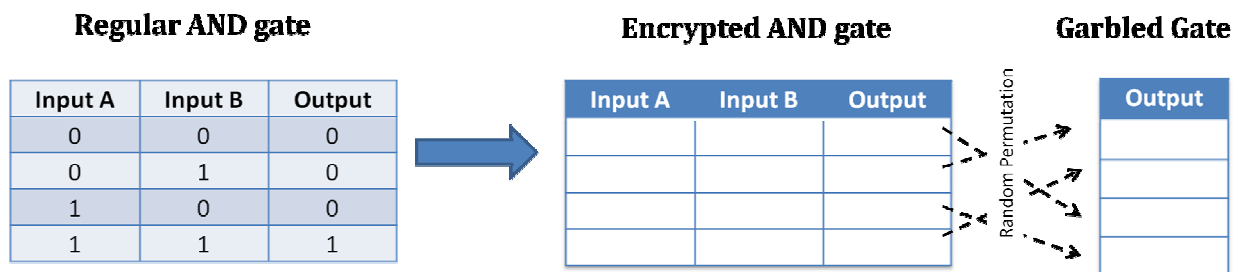 Regular AND gate
Encrypted AND gate
Garbled Gate
Input A Input B Output
0 0 0
0 1 0
1 0 0
1 1 1
Input A Input B Output
Random Permutation
Output